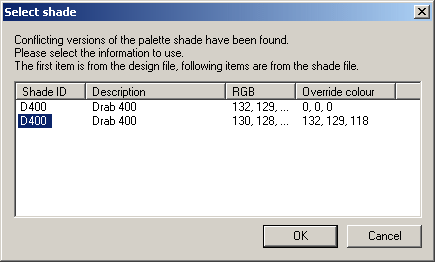 Select shade
Conflicting versions of the palette shade have been found.
Please select the information to use.
The first item is from the design file, following items are from the shade file.
Shade ID Description RGB Override colour
D400 Drab 400 132, 129, ... 0, 0, 0
D400 Drab 400 130, 128, ... 132, 129, 118
OK Cancel